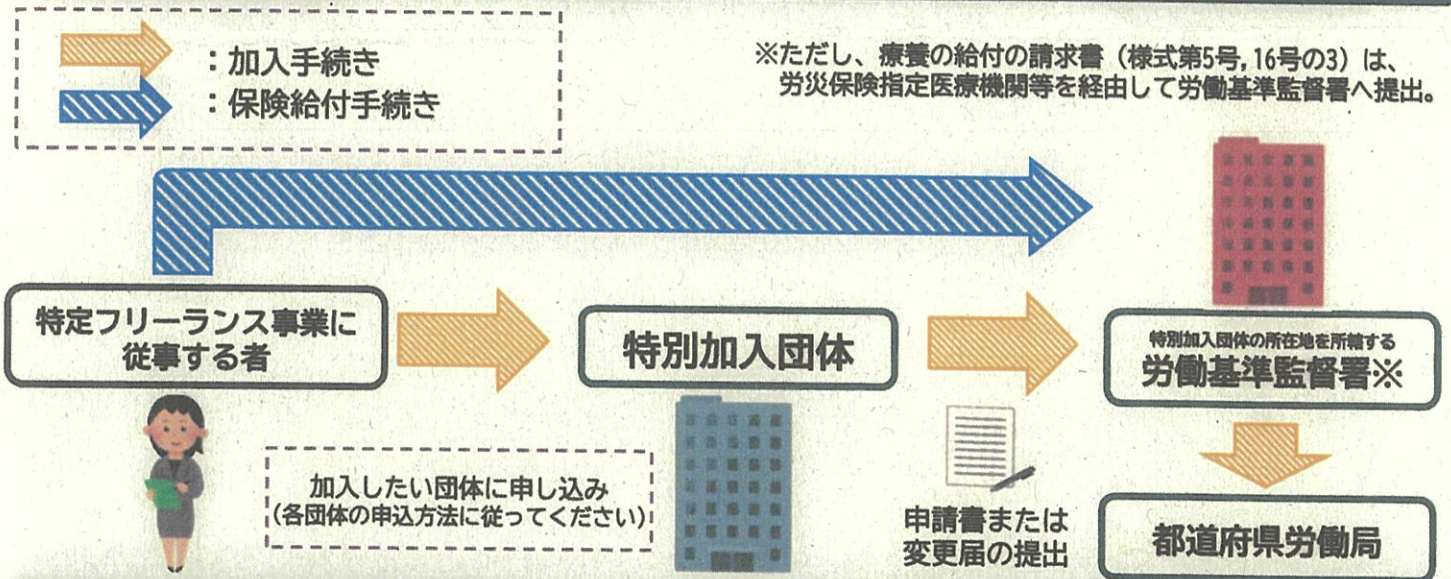 ：加入手続き
：保険給付手続き
※ただし、療養の給付の請求書（様式第5号,16号の3）は、
労災保険指定医療機関等を経由して労働基準監督署へ提出。
特定フリーランス事業に
従事する者
特別加入団体
特別加入団体の所在地を所轄する
労働基準監督署※
加入したい団体に申し込み
（各団体の申込方法に従ってください）
申請書または
変更届の提出
都道府県労働局